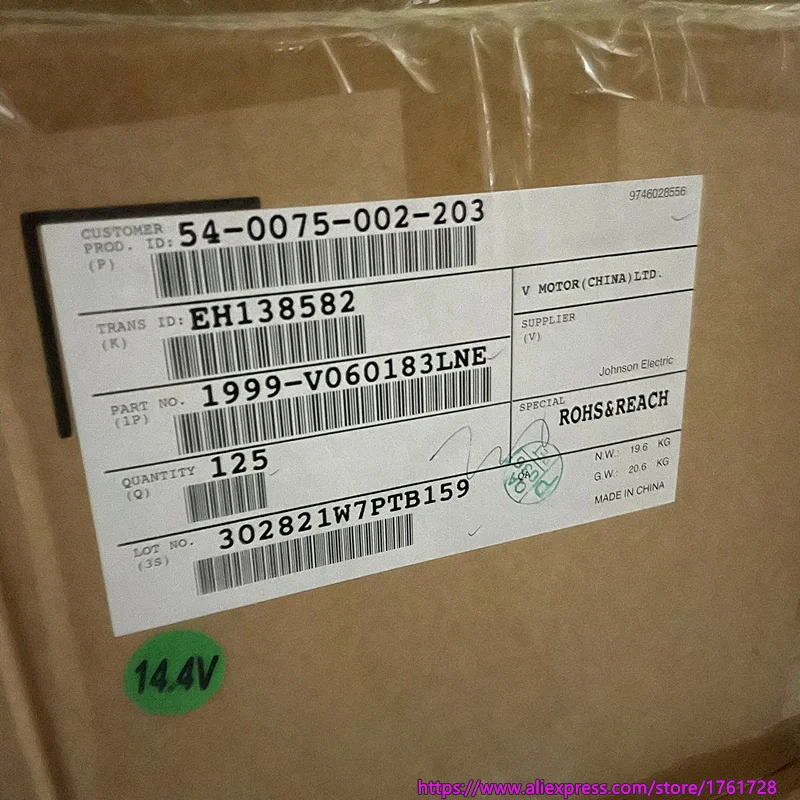 9746028556
CUSTOMER
PROD. ID: 54-0075-002-203
(P)
TRANS ID: EH138582
(K)
PART NO. 1999-V060183LNE
(1P)
QUANTITY 125
(Q)
LOT NO. 302821W7PTB159
(3S)
V MOTOR(CHINA)LTD.
SUPPLIER
(V)
Johnson Electric
SPECIAL
ROHS&REACH
N.W.: 19.6 KG
G.W.: 20.6 KG
MADE IN CHINA
14.4V
https://www.aliexpress.com/store/1761728